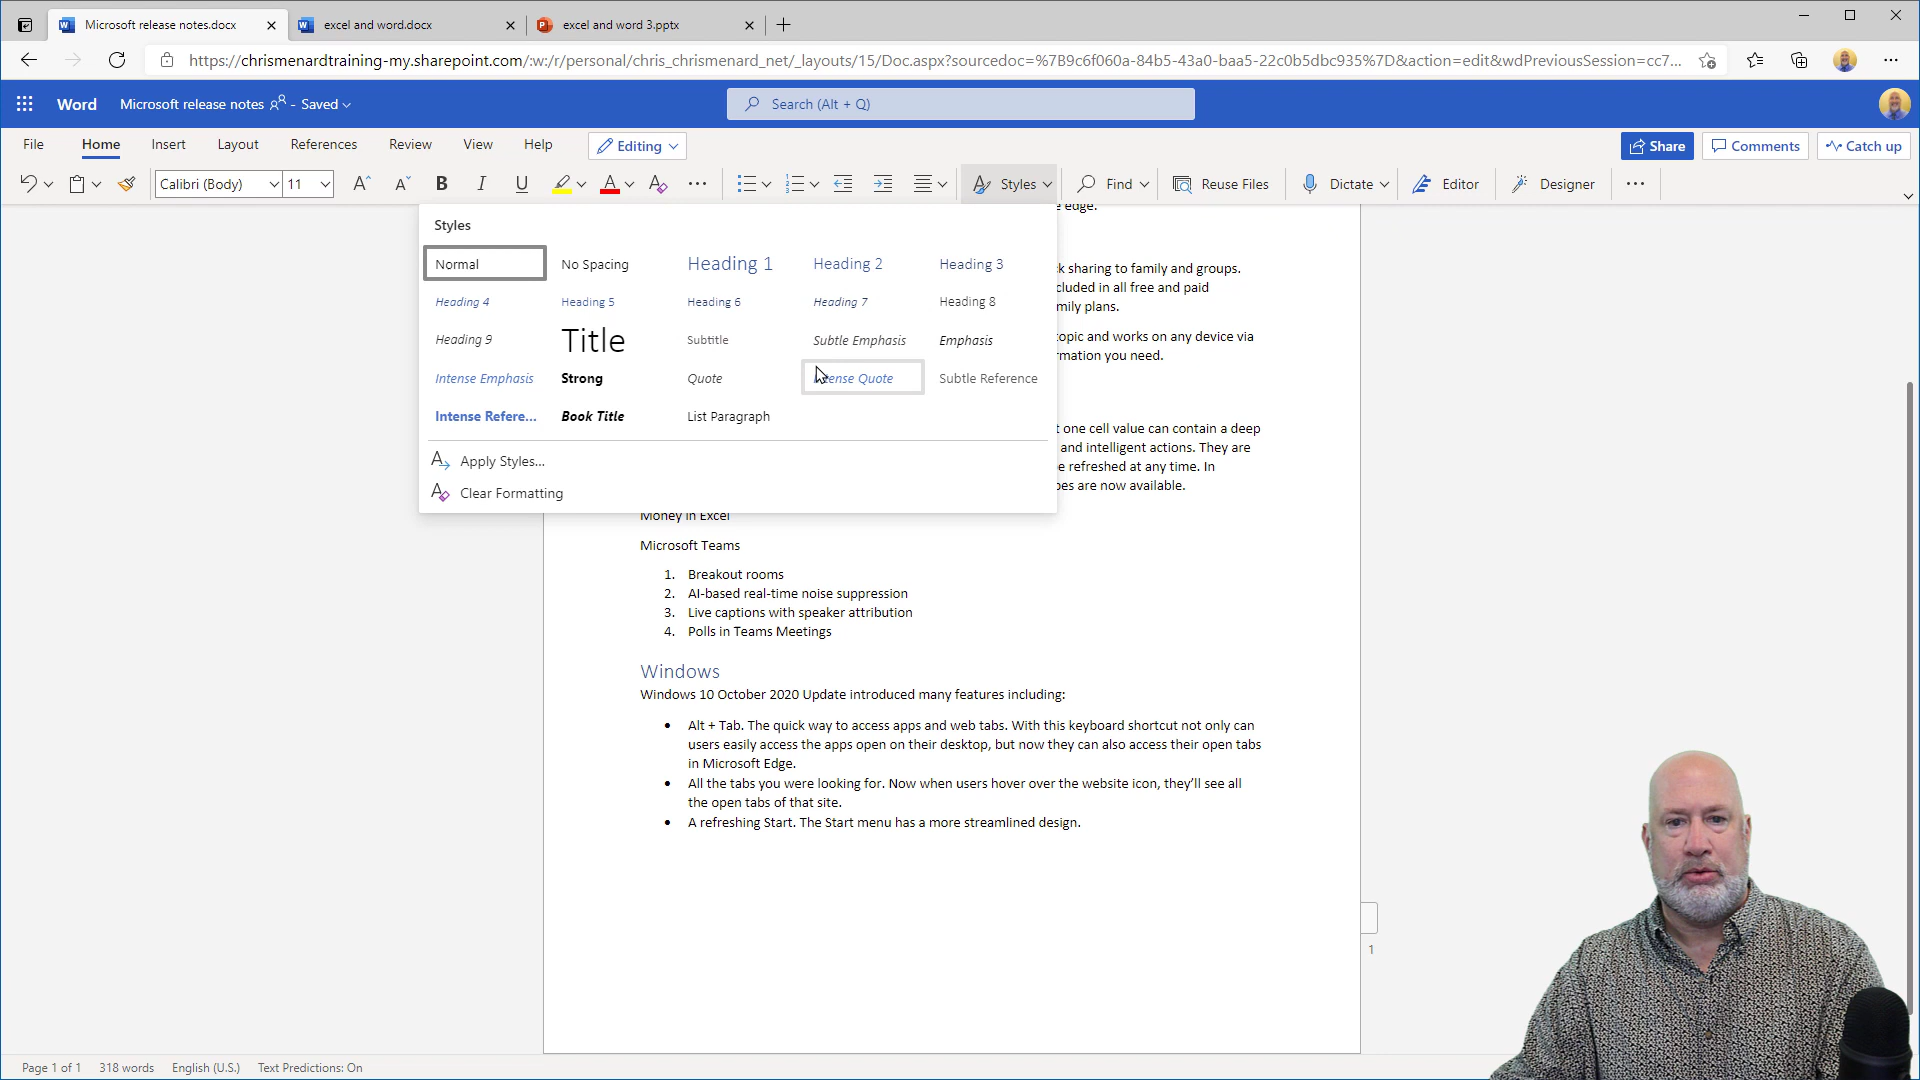 Microsoft release notes.docx
excel and word.docx
excel and word 3.pptx
https://chrismenardtraining-my.sharepoint.com/:w:/r/personal/chris_chrismenard_net/_layouts/15/Doc.aspx?sourcedoc=%7B9c6f060a-84b5-43a0-baa5-22c0b5dbc935%7D&action=edit&wdPreviousSession=cc7...
Word Microsoft release notes - Saved
Search (Alt + Q)
File Home Insert Layout References Review View Help Editing Share Comments Catch up
Calibri (Body) 11 B I U A Styles Find Reuse Files Dictate Editor Designer
e edge.
Styles
Normal No Spacing Heading 1 Heading 2 Heading 3
Heading 4 Heading 5 Heading 6 Heading 7 Heading 8
Heading 9 Title Subtitle Subtle Emphasis Emphasis
Intense Emphasis Strong Quote Quote Subtle Reference
Intense Refere... Book Title List Paragraph
Apply Styles...
Clear Formatting
k sharing to family and groups.
cluded in all free and paid
mily plans.
opic and works on any device via
rmation you need.
t one cell value can contain a deep
and intelligent actions. They are
e refreshed at any time. In
pes are now available.
Money in Excel
Microsoft Teams
1. Breakout rooms
2. AI-based real-time noise suppression
3. Live captions with speaker attribution
4. Polls in Teams Meetings
Windows
Windows 10 October 2020 Update introduced many features including:
• Alt + Tab. The quick way to access apps and web tabs. With this keyboard shortcut not only can
users easily access the apps open on their desktop, but now they can also access their open tabs
in Microsoft Edge.
• All the tabs you were looking for. Now when users hover over the website icon, they’ll see all
the open tabs of that site.
• A refreshing Start. The Start menu has a more streamlined design.
1
Page 1 of 1 318 words English (U.S.) Text Predictions: On